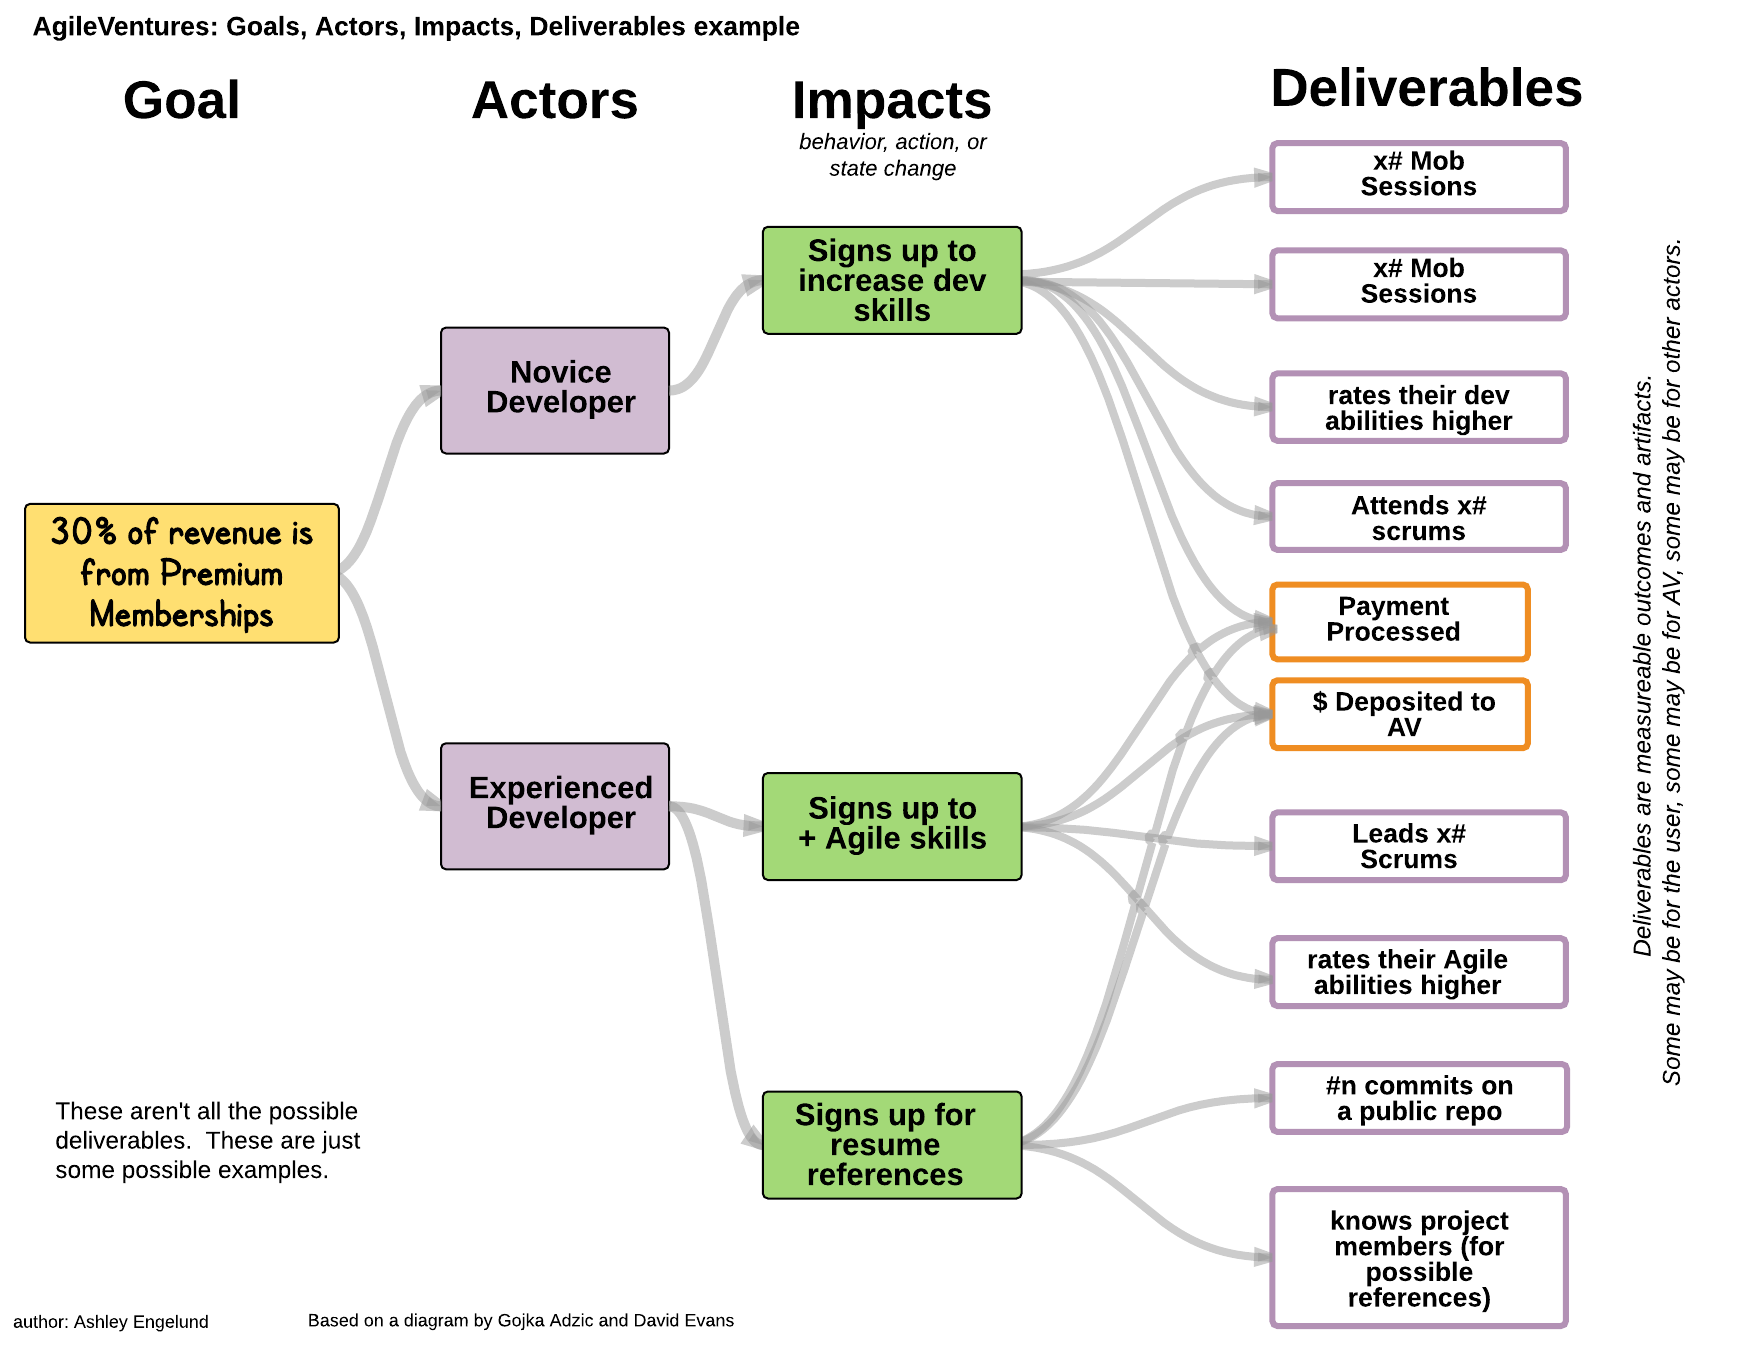 AgileVentures: Goals, Actors, Impacts, Deliverables example
Goal
Actors
Impacts
behavior, action, or
state change
Deliverables
30% of revenue is
from Premium
Memberships
Novice
Developer
Experienced
Developer
Signs up to
increase dev
skills
Signs up to
+ Agile skills
Signs up for
resume
references
x# Mob
Sessions
x# Mob
Sessions
rates their dev
abilities higher
Attends x#
scrums
Payment
Processed
$ Deposited to
AV
Leads x#
Scrums
rates their Agile
abilities higher
#n commits on
a public repo
knows project
members (for
possible
references)
Deliverables are measureable outcomes and artifacts.
Some may be for the user, some may be for AV, some may be for other actors.
These aren't all the possible
deliverables.  These are just
some possible examples.
author: Ashley Engelund
Based on a diagram by Gojka Adzic and David Evans